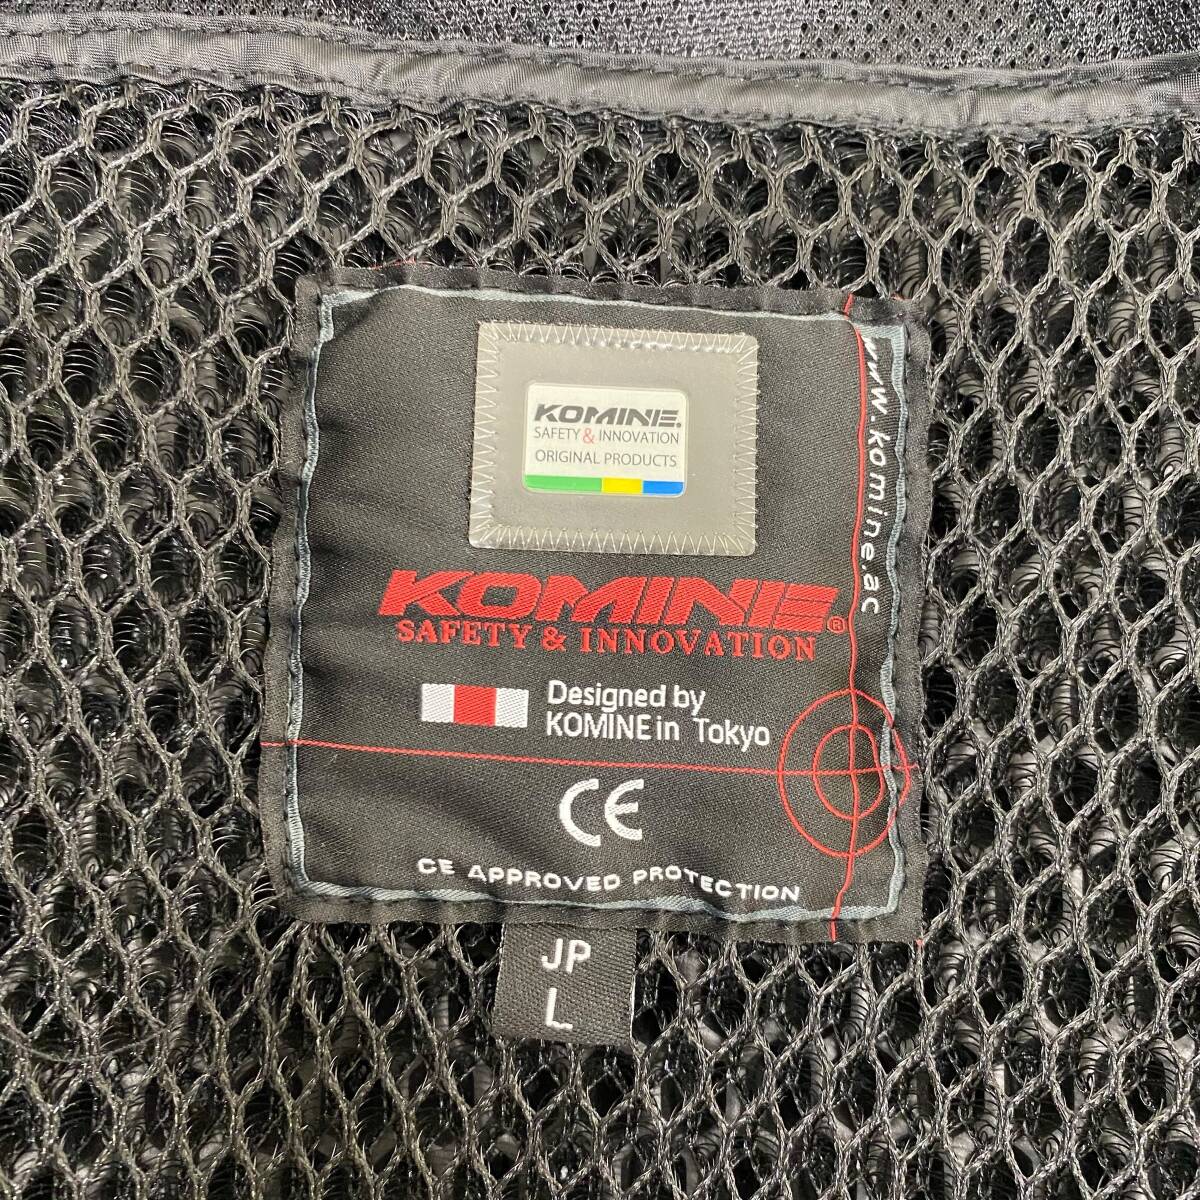 KOMINE.
SAFETY & INNOVATION
ORIGINAL PRODUCTS
KOMINE®
SAFETY & INNOVATION
Designed by
KOMINE in Tokyo
CE
CE APPROVED PROTECTION
www.komine.ac
JP
L